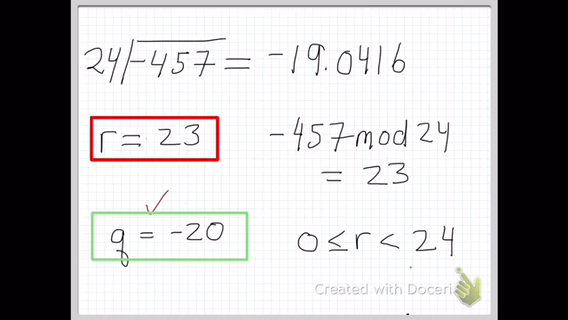 24|-457 = -19.0416
r = 23
-457 mod 24
= 23
q = -20
0 ≤ r < 24
Created with Doceri